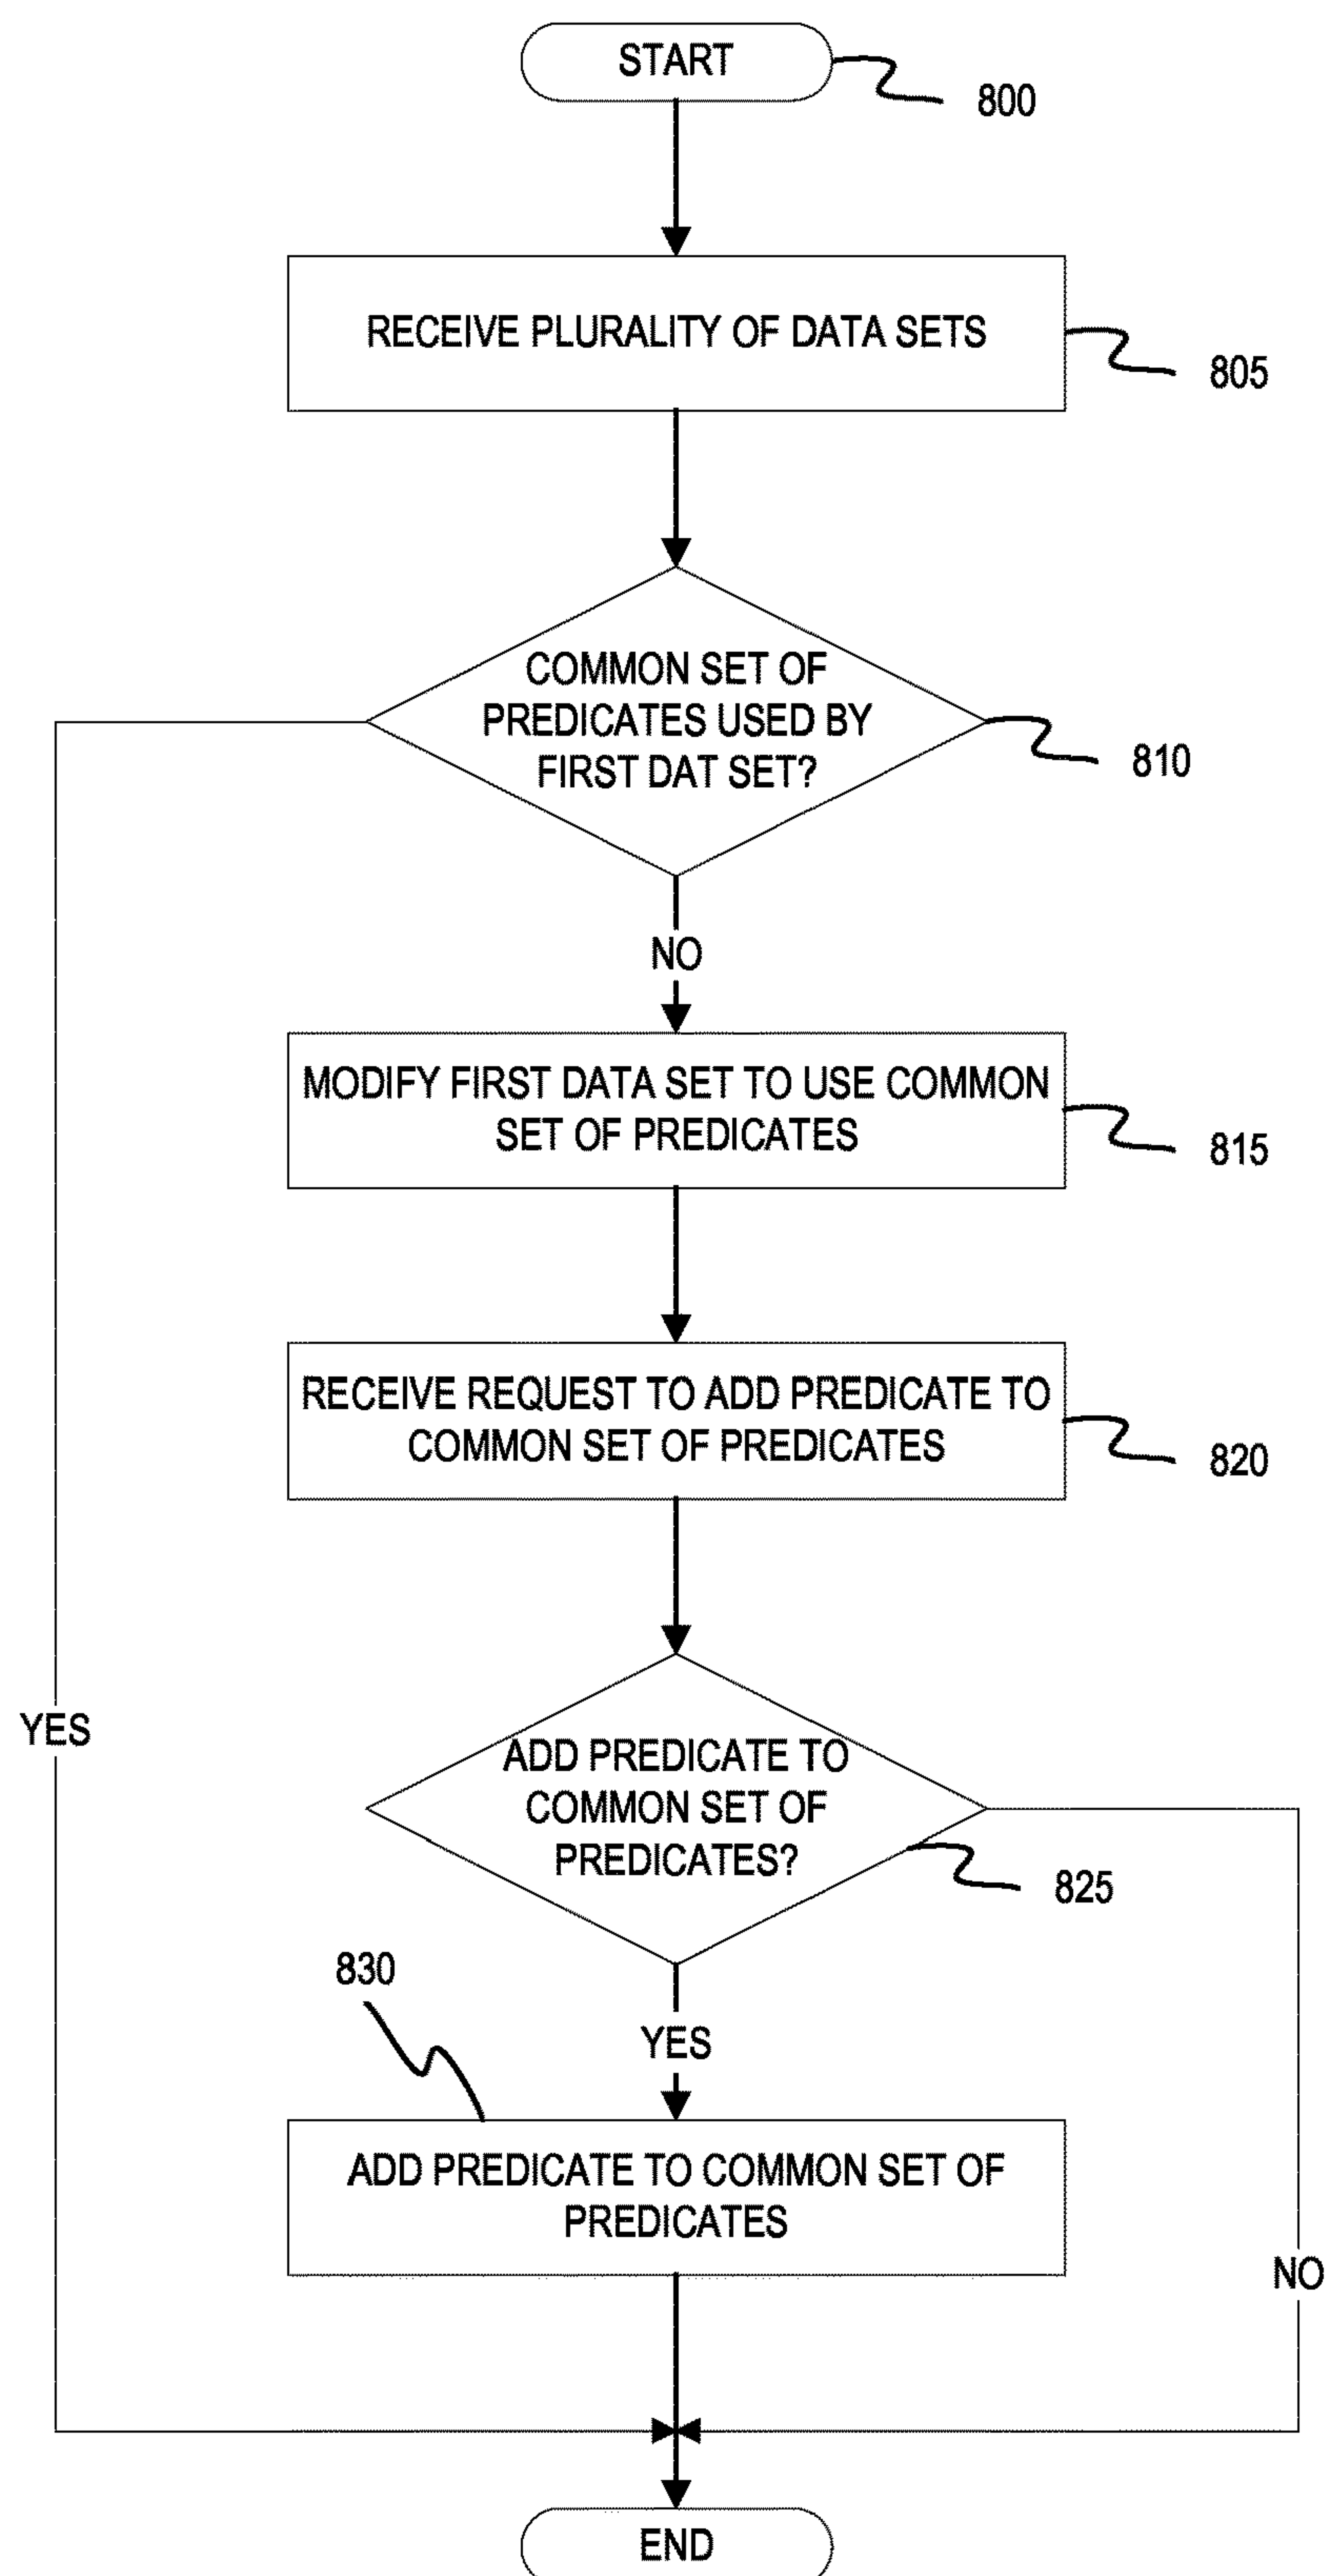 START
800
RECEIVE PLURALITY OF DATA SETS
805
COMMON SET OF
PREDICATES USED BY
FIRST DAT SET?
810
NO
MODIFY FIRST DATA SET TO USE COMMON
SET OF PREDICATES
815
RECEIVE REQUEST TO ADD PREDICATE TO
COMMON SET OF PREDICATES
820
YES
ADD PREDICATE TO
COMMON SET OF
PREDICATES?
825
830
YES
ADD PREDICATE TO COMMON SET OF
PREDICATES
NO
END